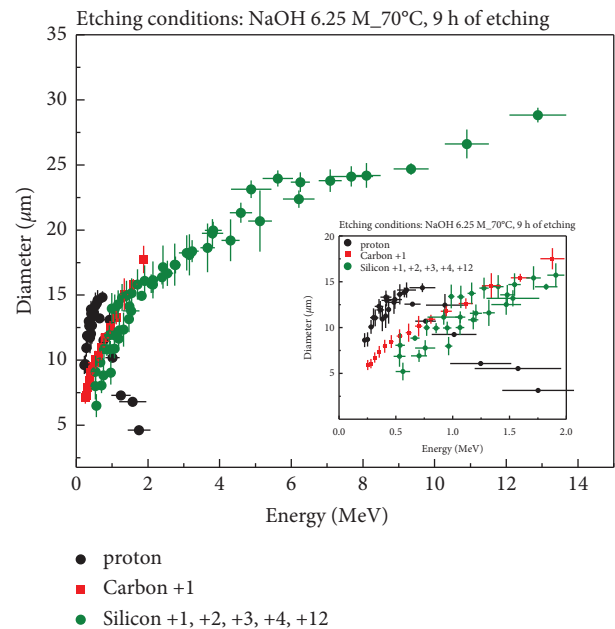 Etching conditions: NaOH 6.25 M_70°C, 9 h of etching
35
30
25
20
15
10
5
Diameter (μm)
0 2 4 6 8 10 12 14
Energy (MeV)
Etching conditions: NaOH 6.25 M_70°C, 9 h of etching
20
15
10
5
Diameter (μm)
proton
Carbon +1
Silicon +1, +2, +3, +4, +12
0.0 0.5 1.0 1.5 2.0
Energy (MeV)
proton
Carbon +1
Silicon +1, +2, +3, +4, +12